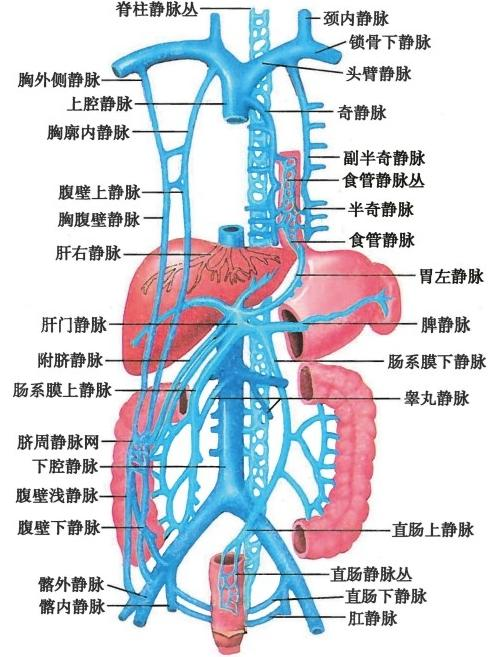 脊柱静脉丛
颈内静脉
锁骨下静脉
头臂静脉
胸外侧静脉
上腔静脉
奇静脉
胸廓内静脉
副半奇静脉
食管静脉丛
腹壁上静脉
半奇静脉
胸腹壁静脉
食管静脉
肝右静脉
胃左静脉
肝门静脉
脾静脉
附脐静脉
肠系膜下静脉
肠系膜上静脉
睾丸静脉
脐周静脉网
下腔静脉
腹壁浅静脉
腹壁下静脉
直肠上静脉
直肠静脉丛
髂外静脉
直肠下静脉
髂内静脉
肛静脉